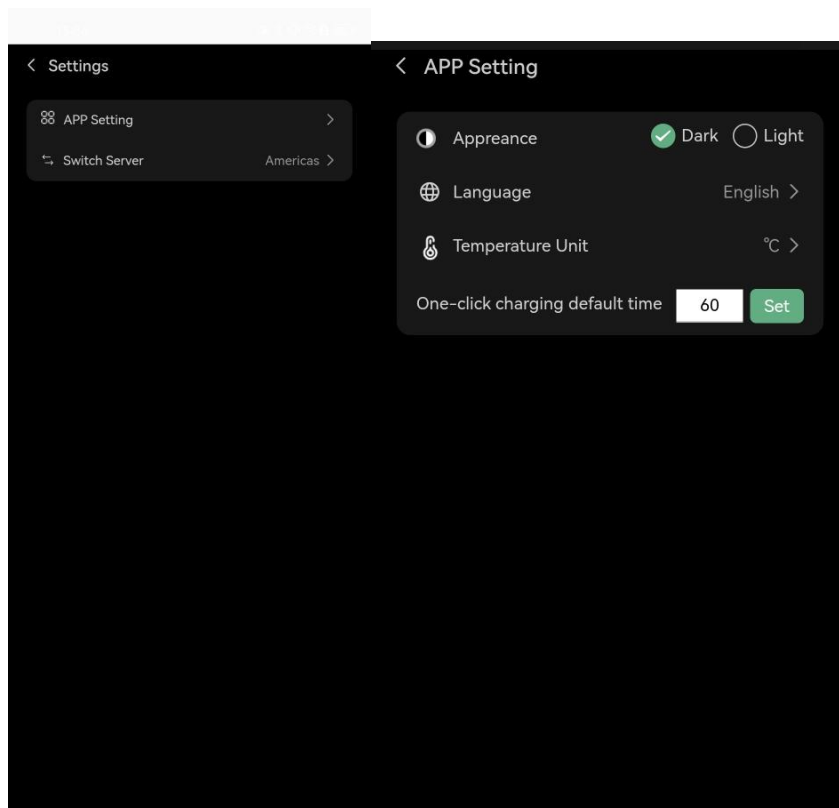 Settings
APP Setting
Switch Server Americas
APP Setting
Appreance Dark Light
Language English
Temperature Unit °C
One-click charging default time 60 Set